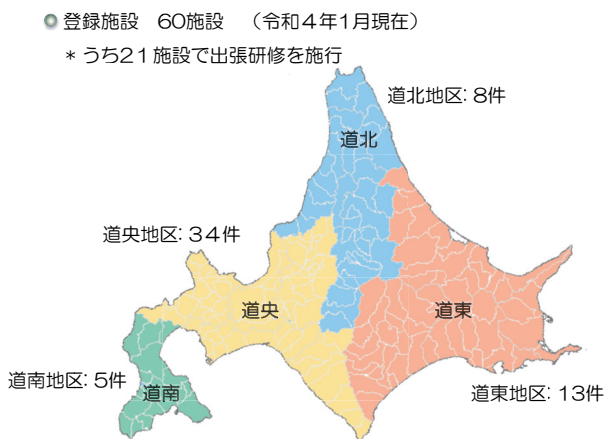 登録施設 60施設 （令和4年1月現在）
* うち21施設で出張研修を施行
道北地区: 8件
道北
道央地区: 34件
道央
道東
道南地区: 5件
道南
道東地区: 13件